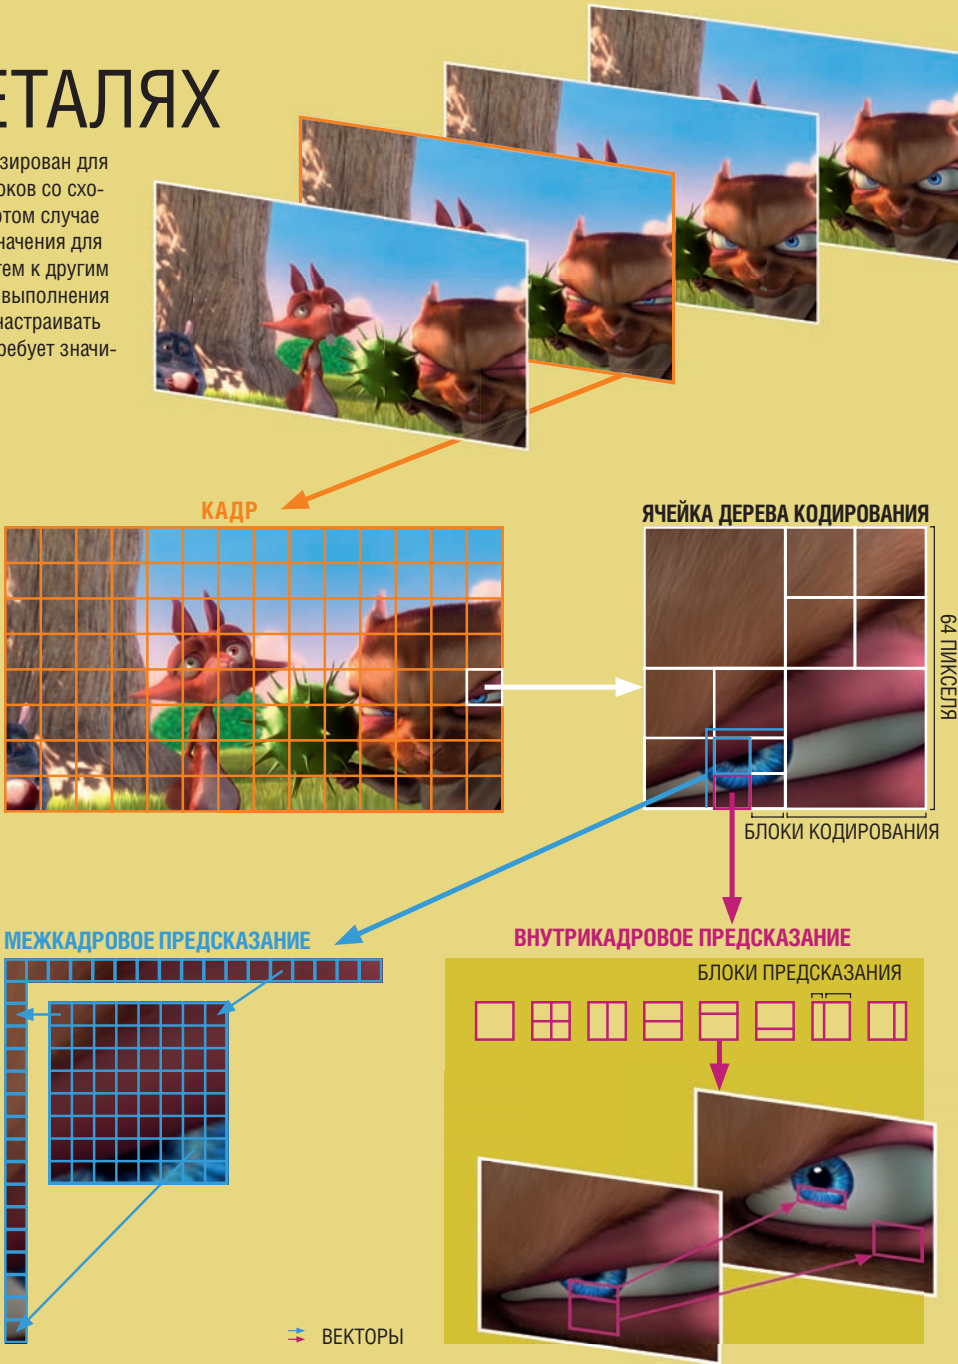 ЕТАЛЯХ
зирован для
оков со схо-
этом случае
начения для
тем к другим
выполнения
настраивать
ребует значи-
КАДР
ЯЧЕЙКА ДЕРЕВА КОДИРОВАНИЯ
64 ПИКСЕЛЯ
БЛОКИ КОДИРОВАНИЯ
МЕЖКАДРОВОЕ ПРЕДСКАЗАНИЕ
ВНУТРИКАДРОВОЕ ПРЕДСКАЗАНИЕ
БЛОКИ ПРЕДСКАЗАНИЯ
ВЕКТОРЫ